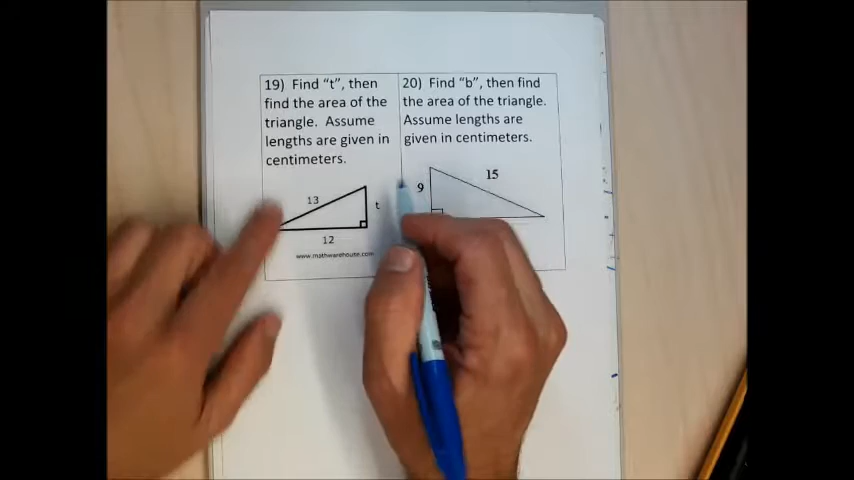 19) Find “t”, then
find the area of the
triangle. Assume
lengths are given in
centimeters.
13
t
12
www.mathwarehouse.com
20) Find “b”, then find
the area of the triangle.
Assume lengths are
given in centimeters.
15
9